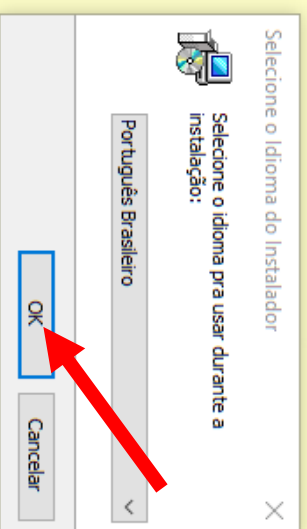 Selecione o Idioma do Instalador
Selecione o idioma pra usar durante a
instalação:
Português Brasileiro
OK
Cancelar